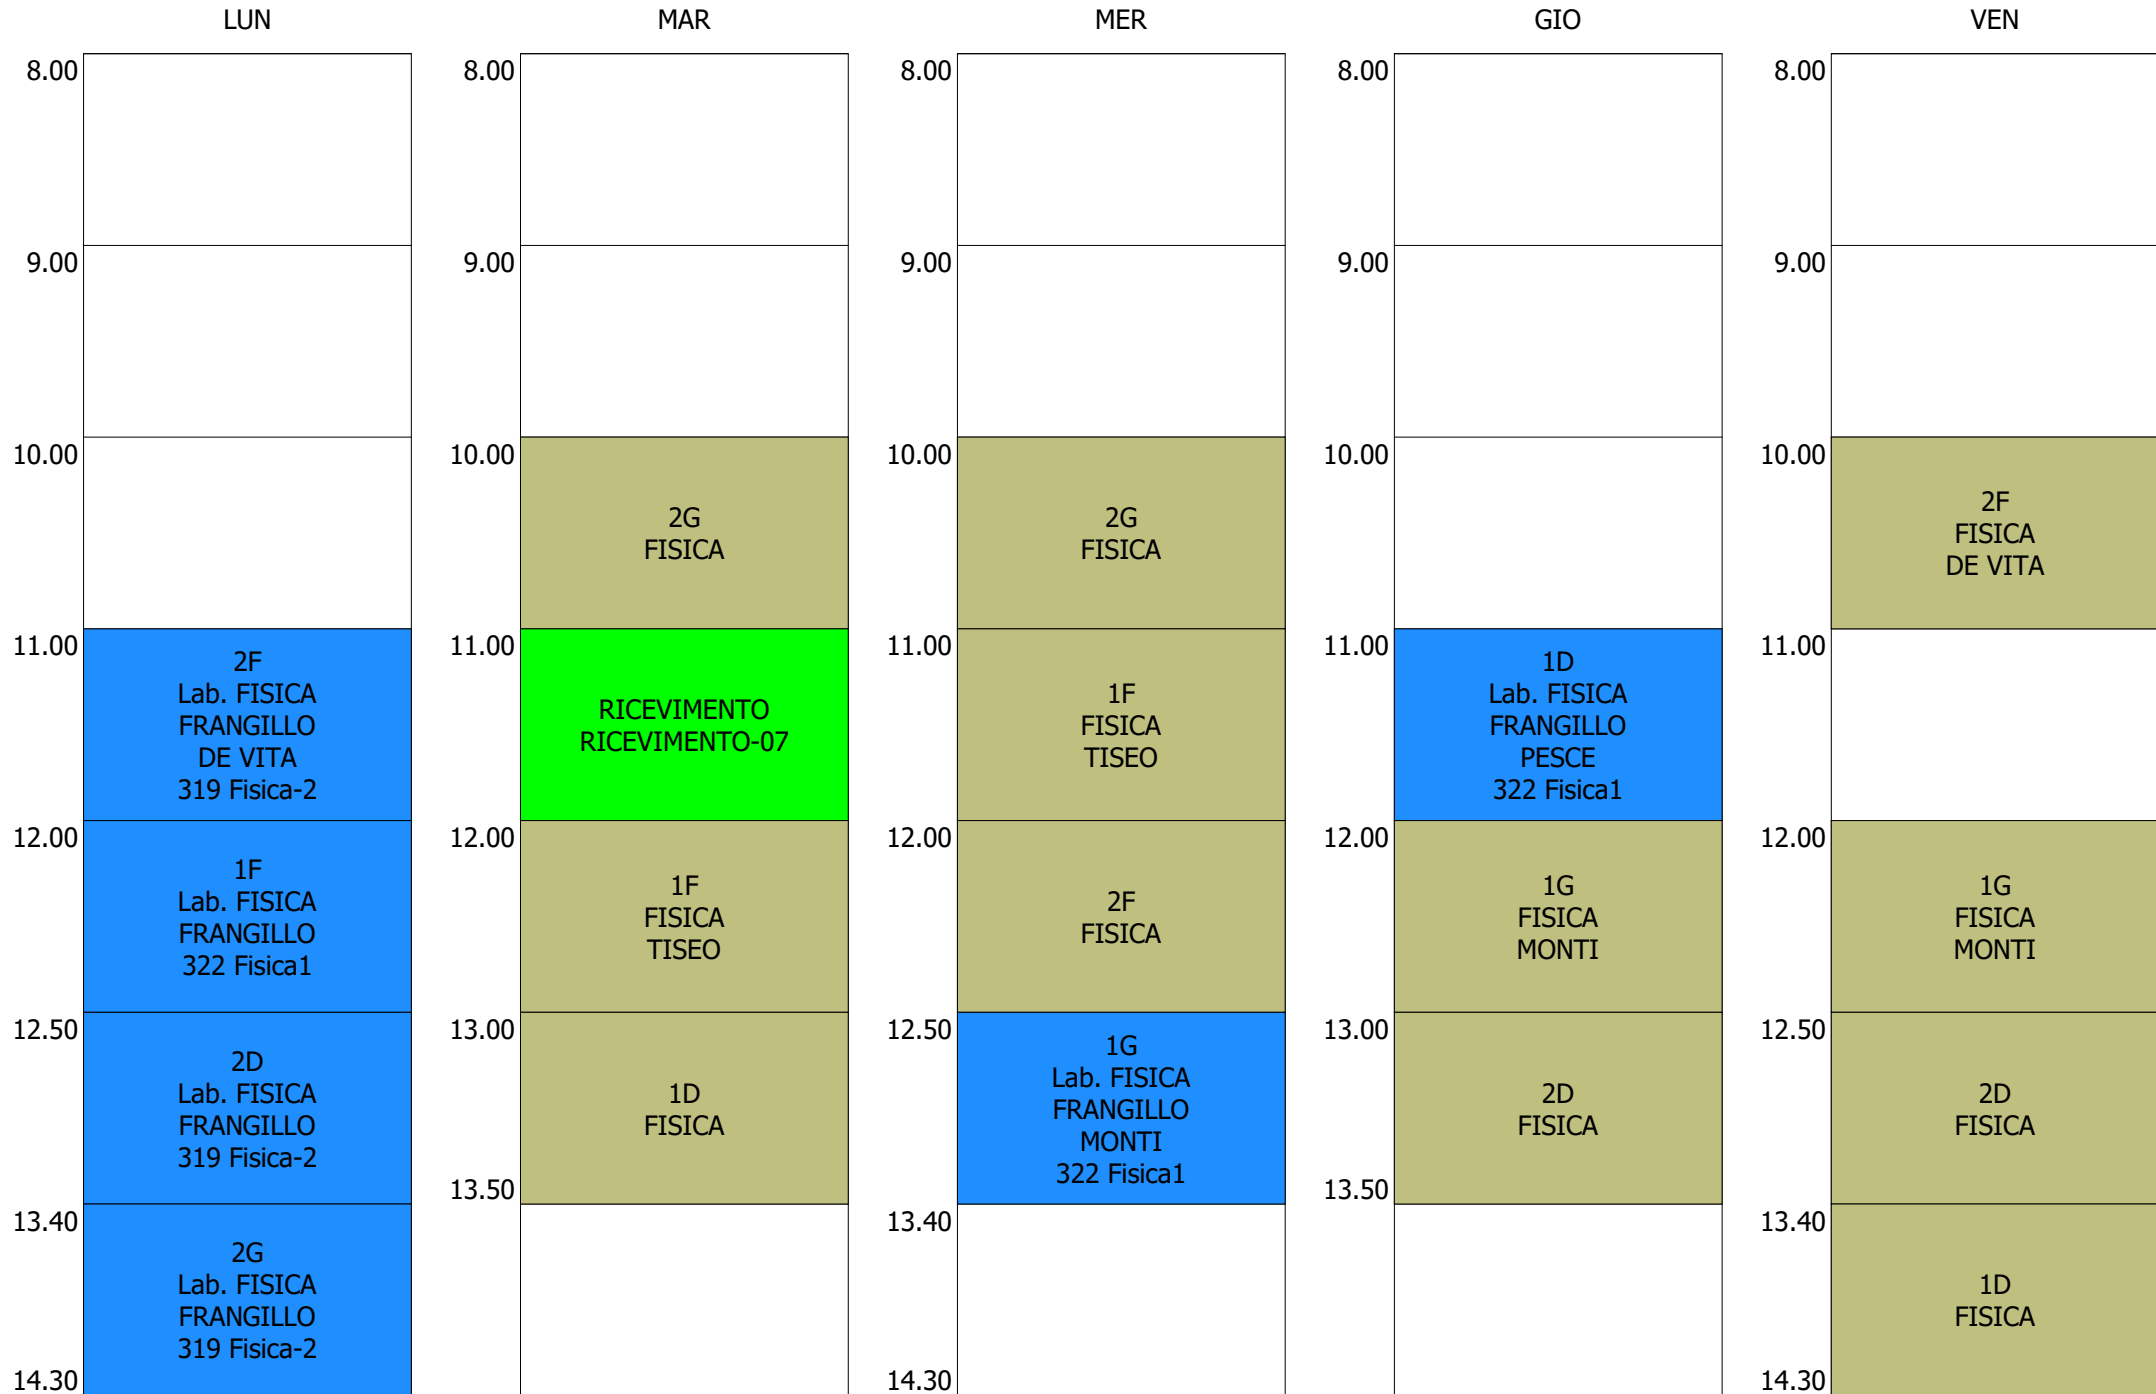 LUN
MAR
MER
GIO
VEN
8.00
9.00
10.00
11.00
2F
Lab. FISICA
FRANGILLO
DE VITA
319 Fisica-2
12.00
1F
Lab. FISICA
FRANGILLO
322 Fisica1
12.50
2D
Lab. FISICA
FRANGILLO
319 Fisica-2
13.40
2G
Lab. FISICA
FRANGILLO
319 Fisica-2
14.30
8.00
9.00
10.00
2G
FISICA
11.00
RICEVIMENTO
RICEVIMENTO-07
12.00
1F
FISICA
TISEO
13.00
1D
FISICA
13.50
8.00
9.00
10.00
2G
FISICA
11.00
1F
FISICA
TISEO
12.00
2F
FISICA
12.50
1G
Lab. FISICA
FRANGILLO
MONTI
322 Fisica1
13.40
14.30
8.00
9.00
10.00
11.00
1D
Lab. FISICA
FRANGILLO
PESCE
322 Fisica1
12.00
1G
FISICA
MONTI
13.00
2D
FISICA
13.50
8.00
9.00
10.00
2F
FISICA
DE VITA
11.00
12.00
1G
FISICA
MONTI
12.50
2D
FISICA
13.40
1D
FISICA
14.30